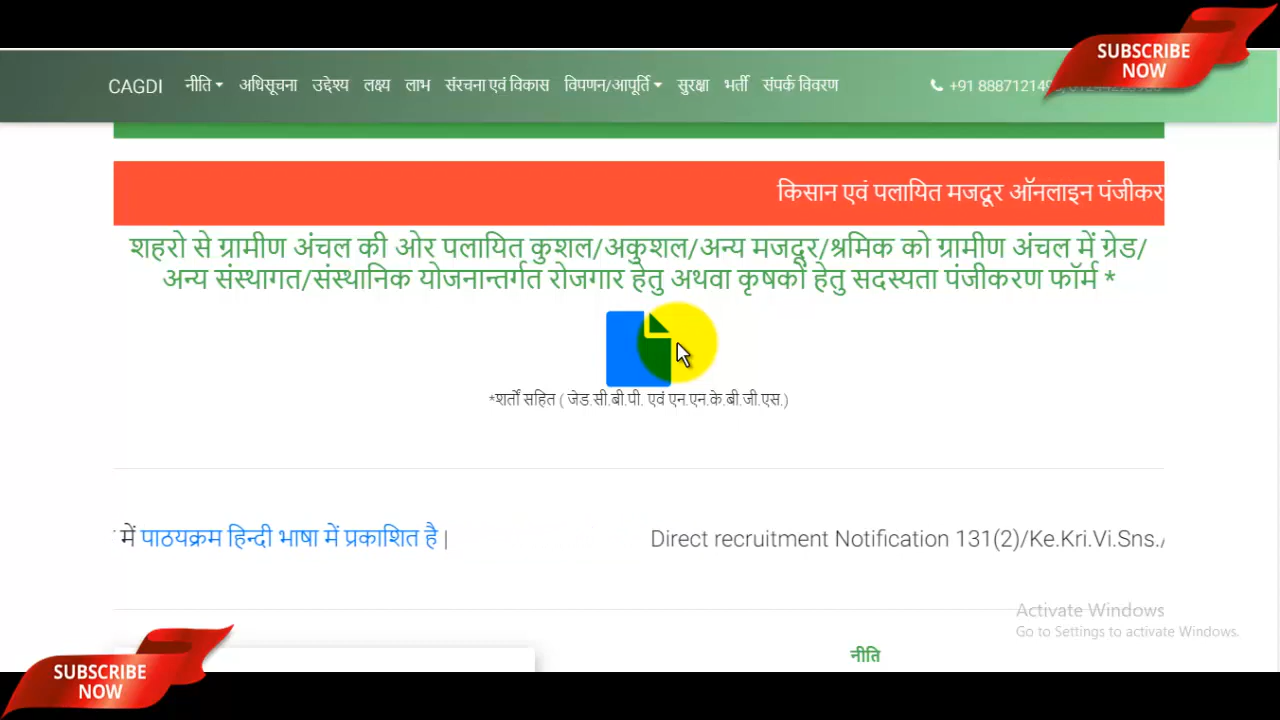 SUBSCRIBE
NOW
CAGDI नीति अधिसूचना उद्देश्य लक्ष्य लाभ संरचना एवं विकास विपणन/आपूर्ति सुरक्षा भर्ती संपर्क विवरण
किसान एवं पलायित मजदूर ऑनलाइन पंजीकर
शहरो से ग्रामीण अंचल की ओर पलायित कुशल/अकुशल/अन्य मजदूर/श्रमिक को ग्रामीण अंचल में ग्रेड/
अन्य संस्थागत/संस्थानिक योजनान्तर्गत रोजगार हेतु अथवा कृषकों हेतु सदस्यता पंजीकरण फॉर्म *
*शर्तों सहित ( जेड.सी.बी.पी. एवं एन.एन.के.बी.जी.एस.)
में पाठयक्रम हिन्दी भाषा में प्रकाशित है |
Direct recruitment Notification 131(2)/Ke.Kri.Vi.Sns./
Activate Windows
Go to Settings to activate Windows.
नीति
SUBSCRIBE
NOW